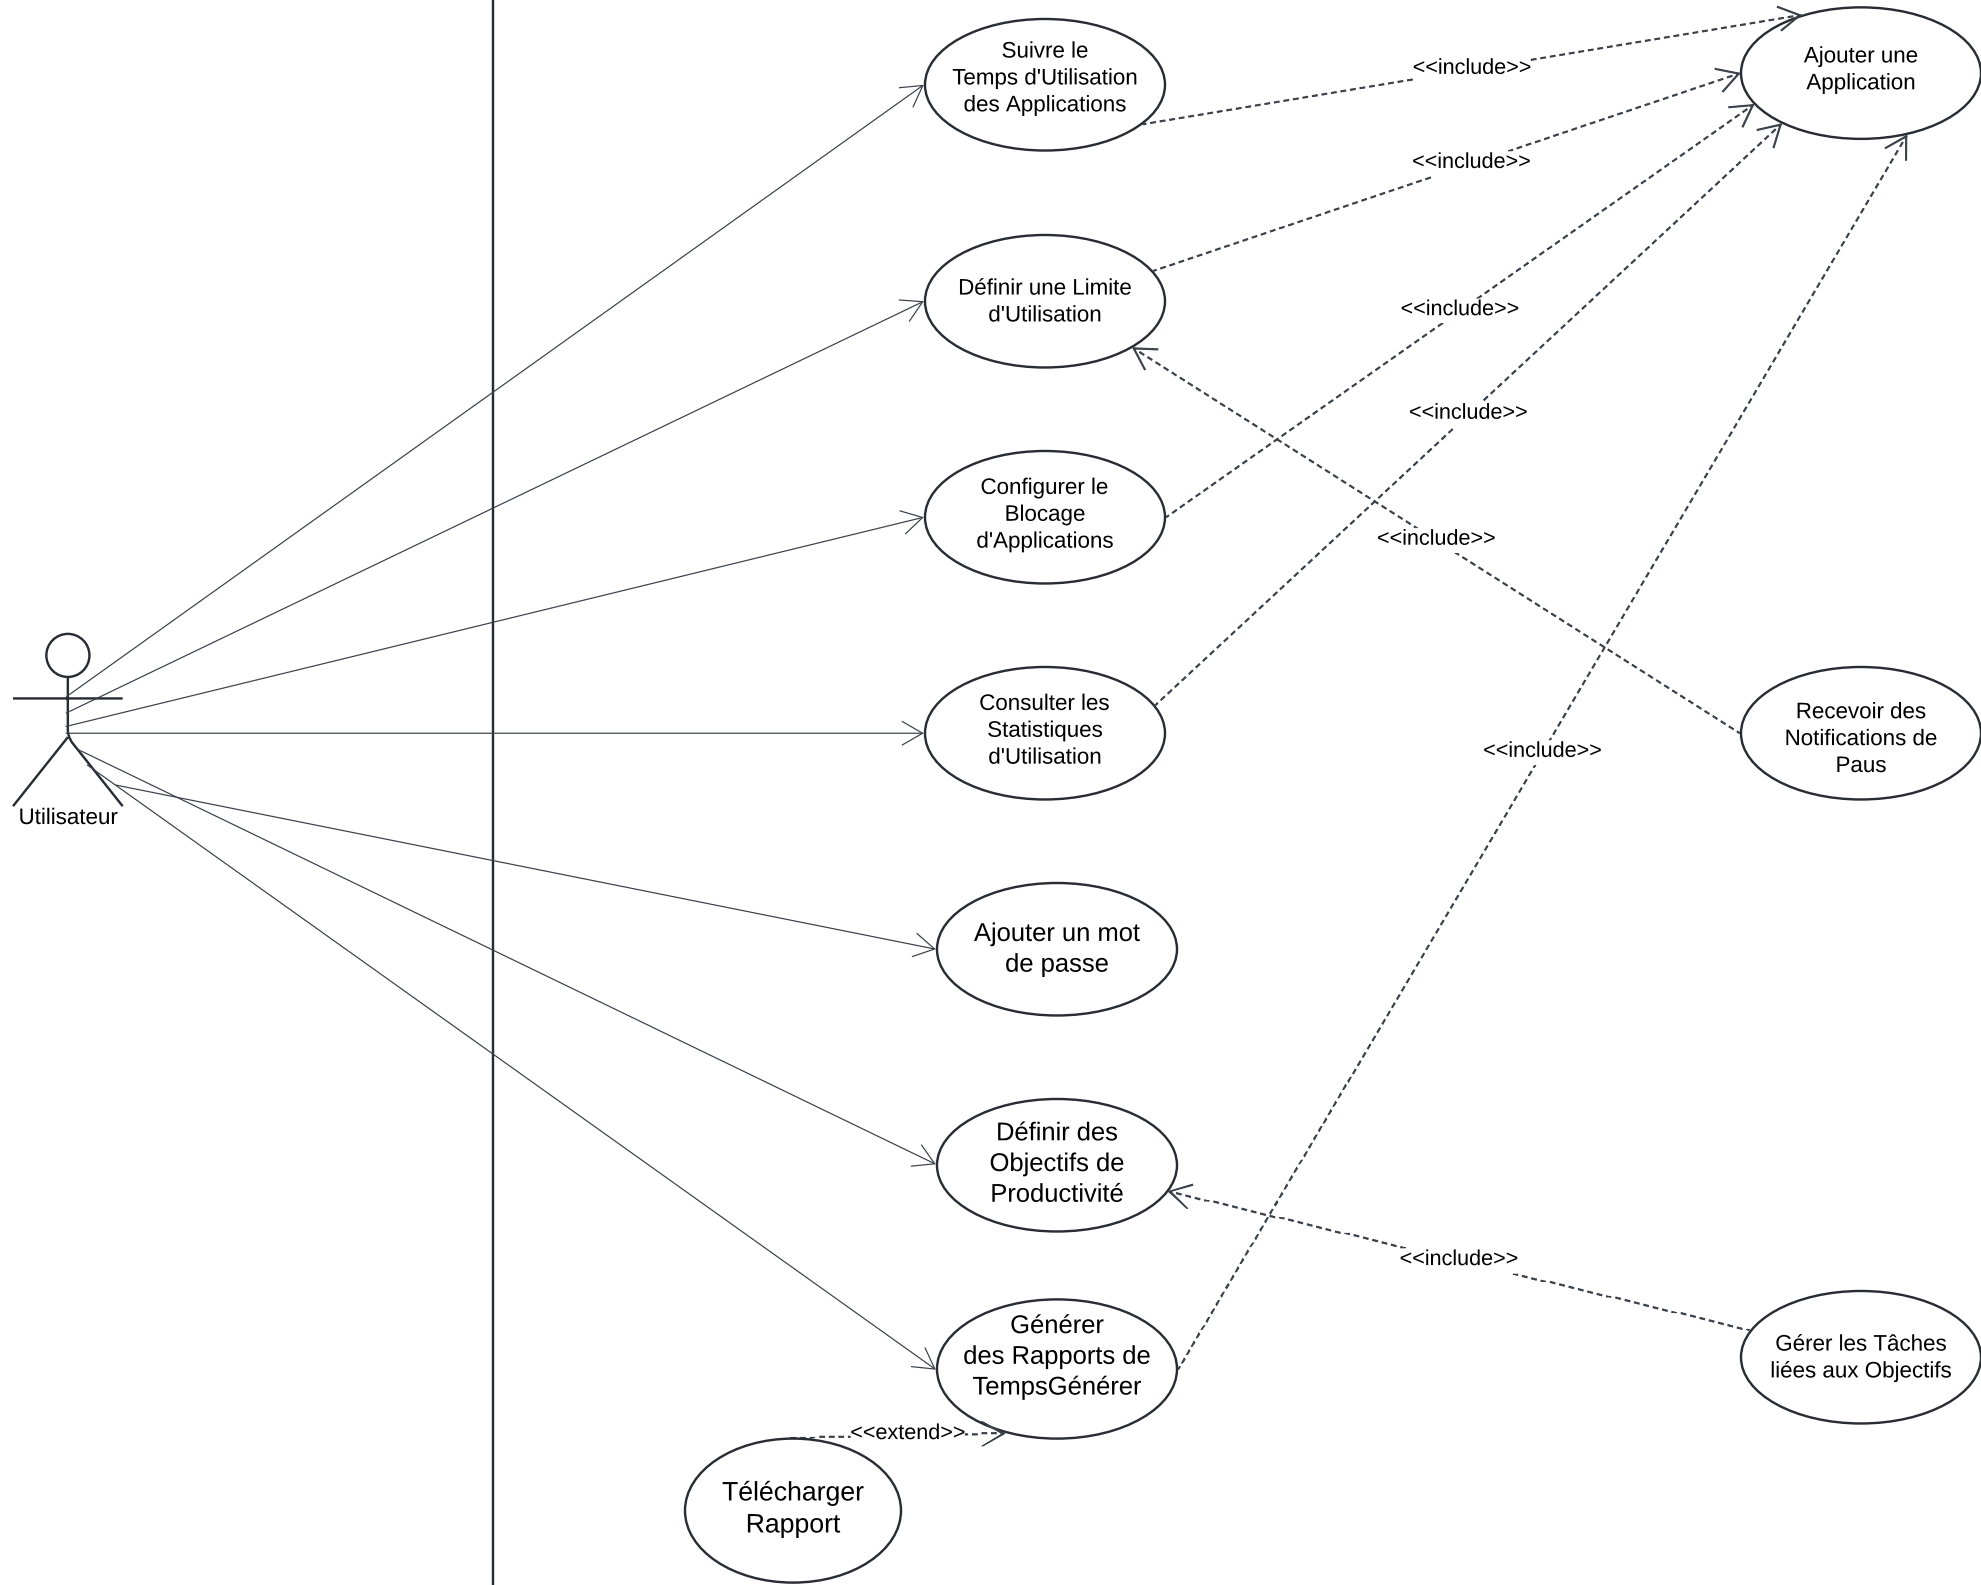 Suivre le
Temps d'Utilisation
des Applications
<<include>>
Ajouter une
Application
<<include>>
Définir une Limite
d'Utilisation
<<include>>
<<include>>
Configurer le
Blocage
d'Applications
<<include>>
Consulter les
Statistiques
d'Utilisation
<<include>>
Recevoir des
Notifications de
Paus
Utilisateur
Ajouter un mot
de passe
Définir des
Objectifs de
Productivité
<<include>>
Générer
des Rapports de
TempsGénérer
Gérer les Tâches
liées aux Objectifs
<<extend>>
Télécharger
Rapport